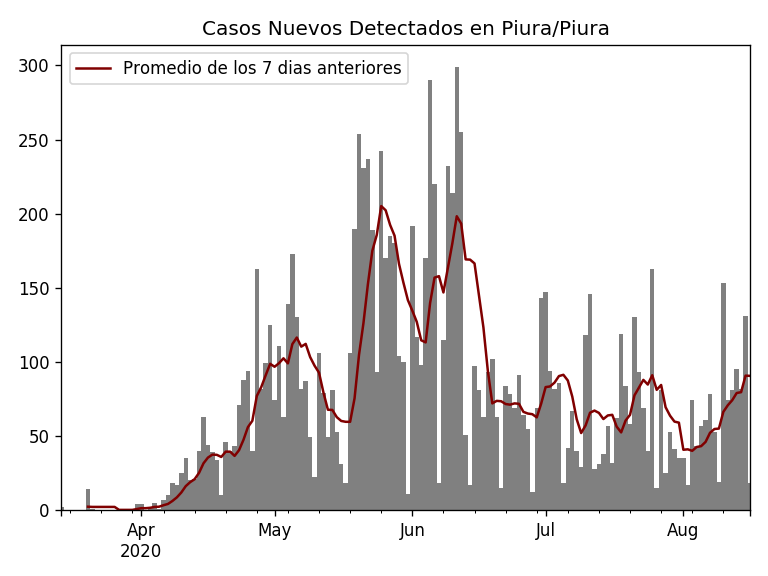 Casos Nuevos Detectados en Piura/Piura
Promedio de los 7 dias anteriores
300
250
200
150
100
50
0
Apr May Jun Jul Aug
2020